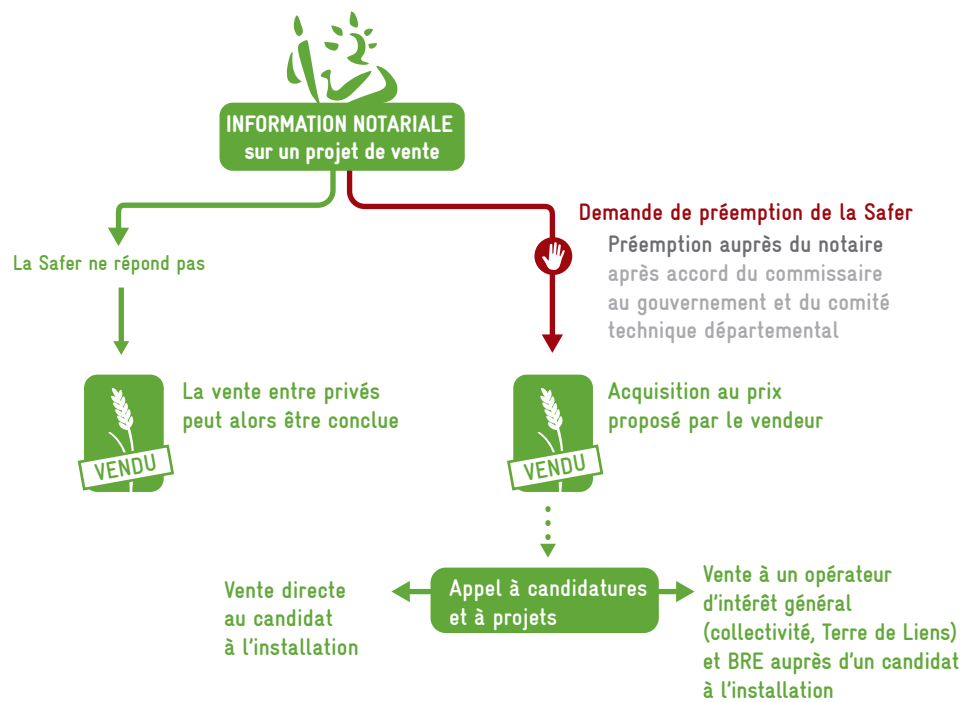 INFORMATION NOTARIALE
sur un projet de vente
La Safer ne répond pas
Demande de préemption de la Safer
Préemption auprès du notaire
après accord du commissaire
au gouvernement et du comité
technique départemental
La vente entre privés
peut alors être conclue
VENDU
Acquisition au prix
proposé par le vendeur
VENDU
Appel à candidatures
et à projets
Vente directe
au candidat
à l'installation
Vente à un opérateur
d'intérêt général
(collectivité, Terre de Liens)
et BRE auprès d'un candidat
à l'installation